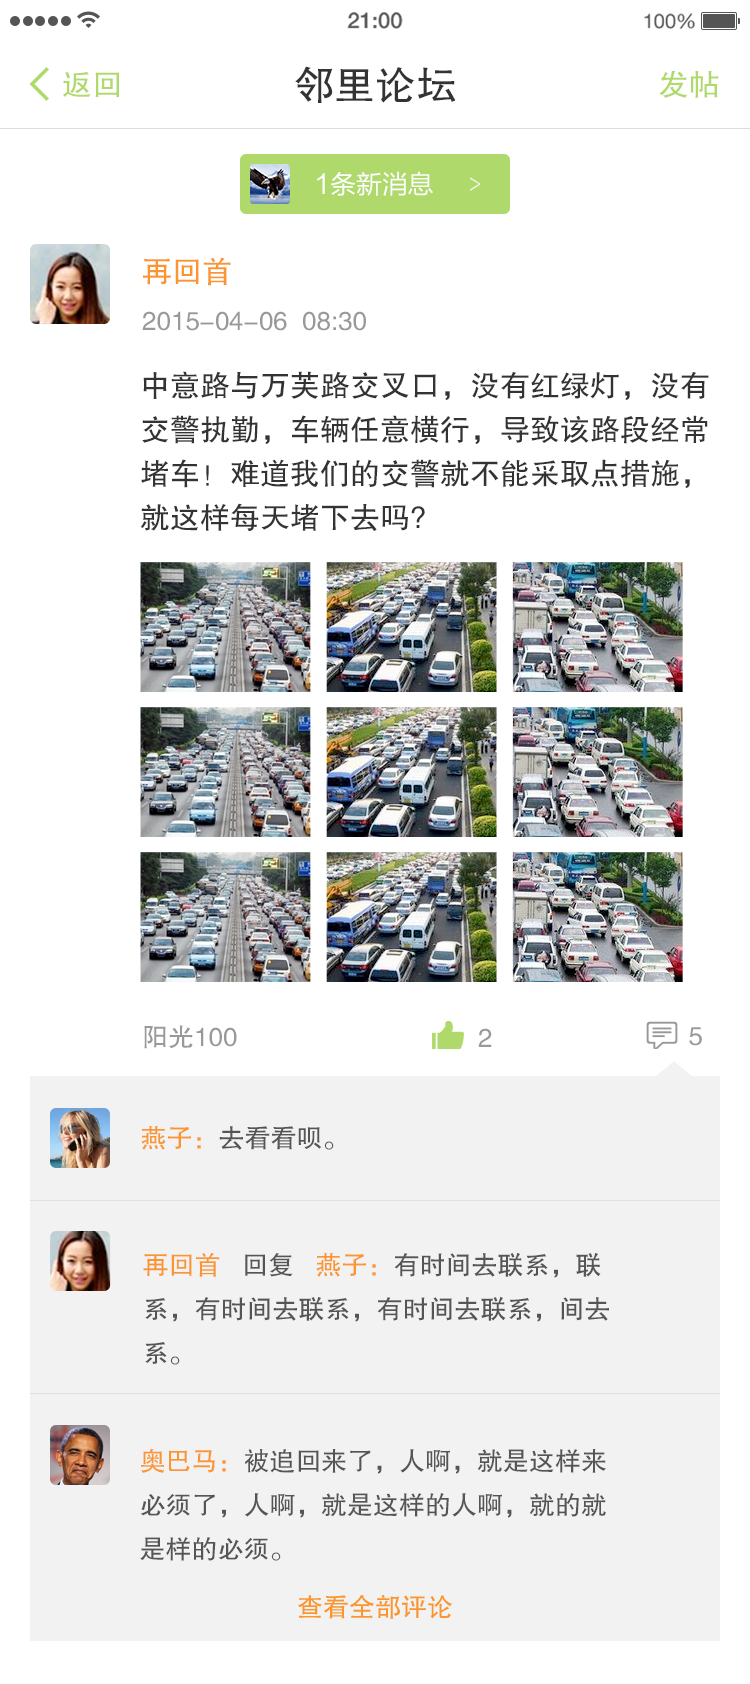 21:00
100%
返回
邻里论坛
发帖
1条新消息 >
再回首
2015-04-06 08:30
中意路与万芙路交叉口，没有红绿灯，没有
交警执勤，车辆任意横行，导致该路段经常
堵车！难道我们的交警就不能采取点措施，
就这样每天堵下去吗？
阳光100
2
5
燕子：去看看呗。
再回首 回复 燕子：有时间去联系，联
系，有时间去联系，有时间去联系，间去
系。
奥巴马：被追回来了，人啊，就是这样来
必须了，人啊，就是这样的人啊，就的就
是样的必须。
查看全部评论